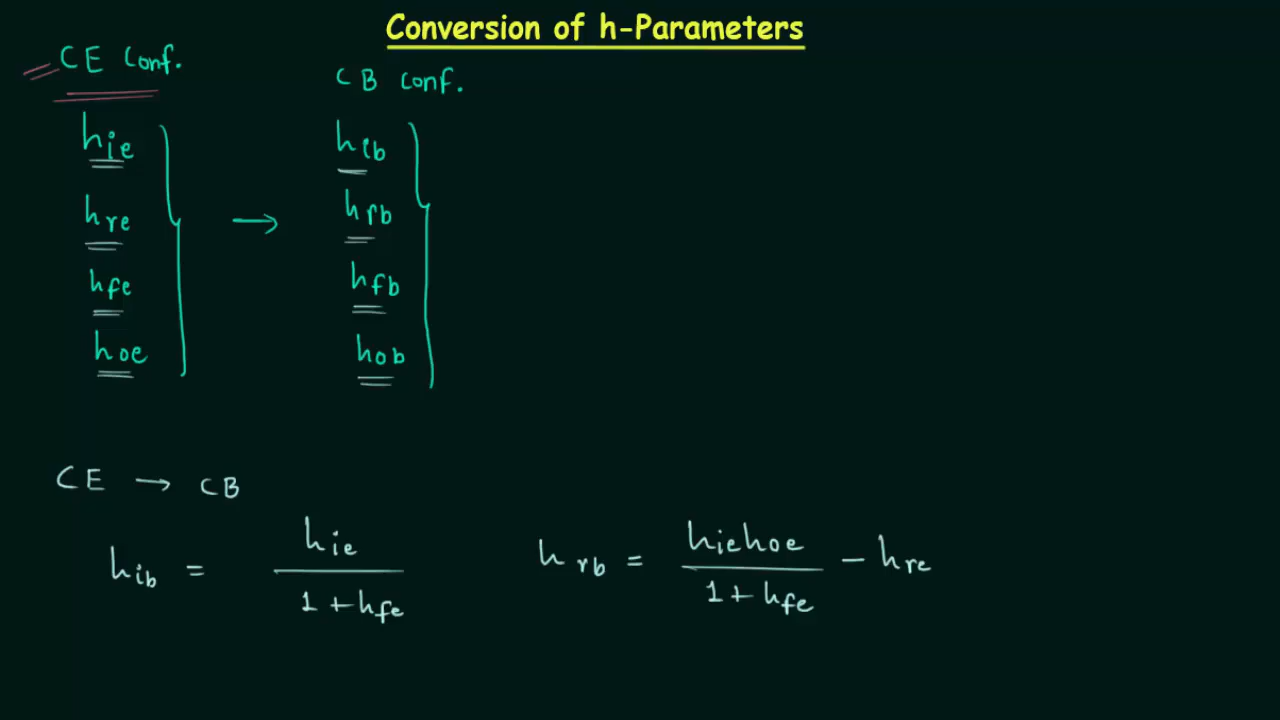 Conversion of h-Parameters
CE Conf.
CB Conf.
hie
hib
hre
hrb
→
hfe
hfb
hoe
hob
CE → CB
hib = hie / 1 + hfe
hrb = hiehoe / 1 + hfe - hre